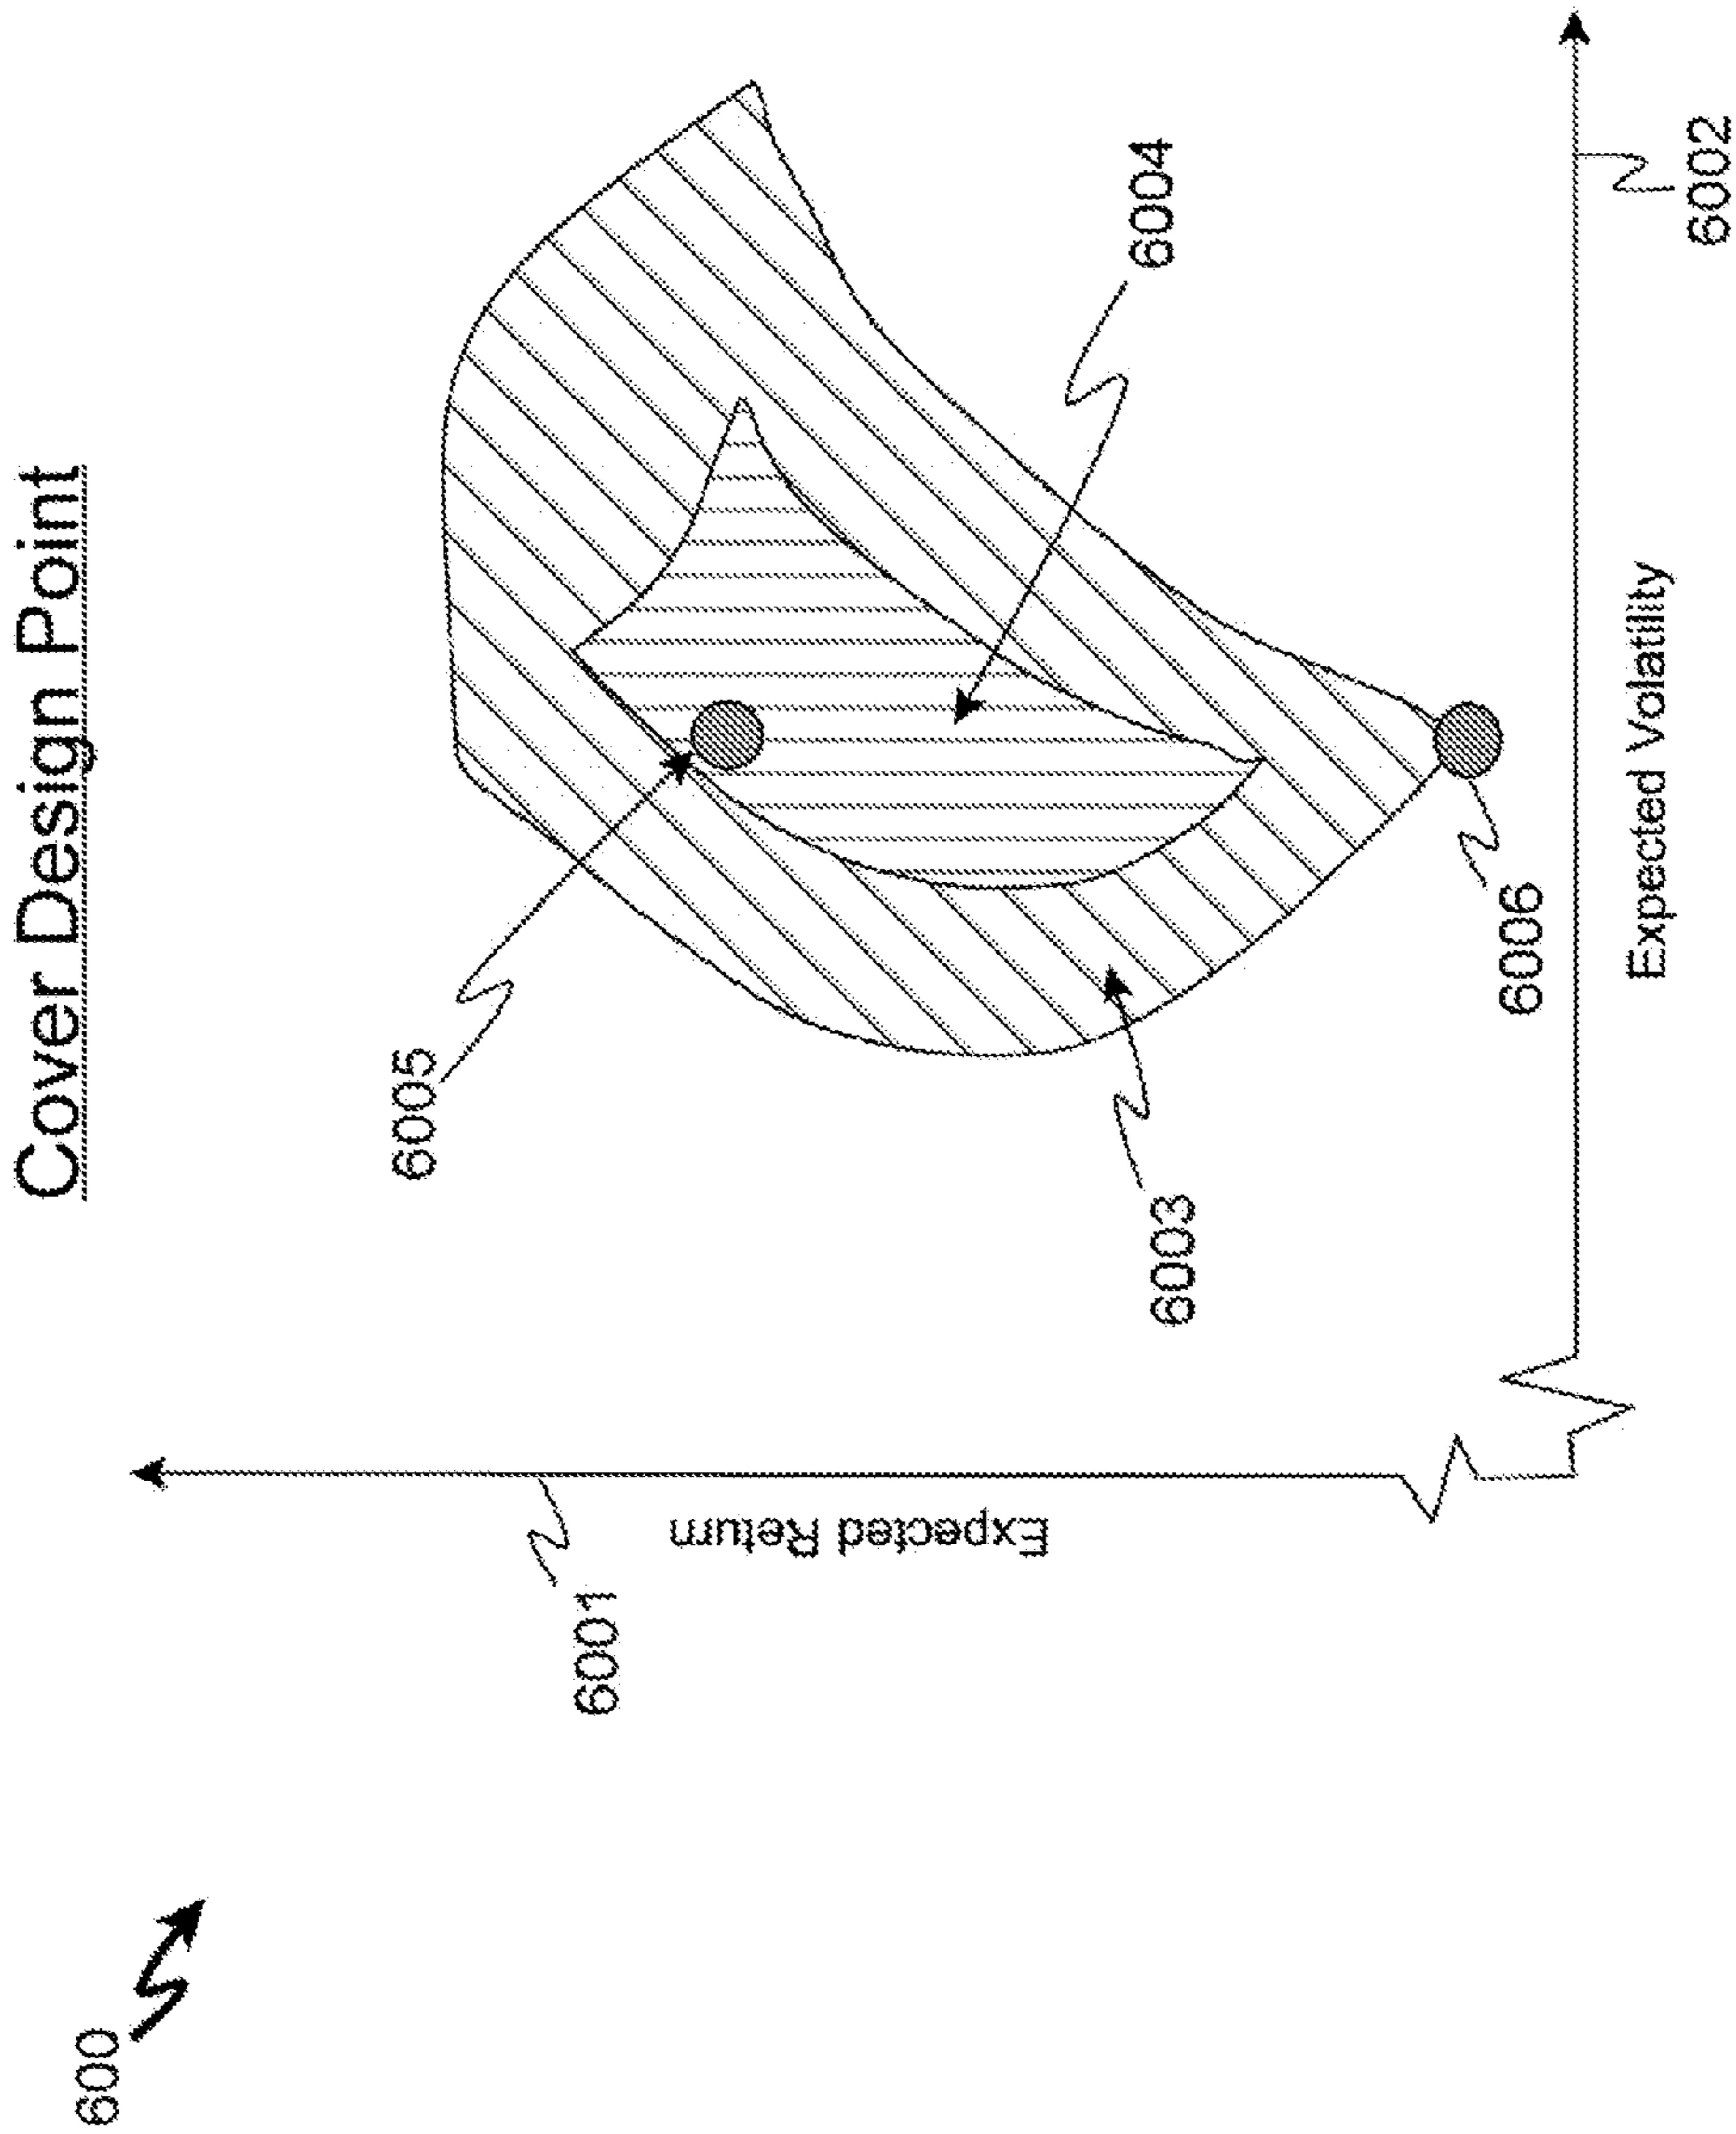 Cover Design Point
600
6005
6001
Expected Return
6003
6004
6006
Expected Volatility
6002